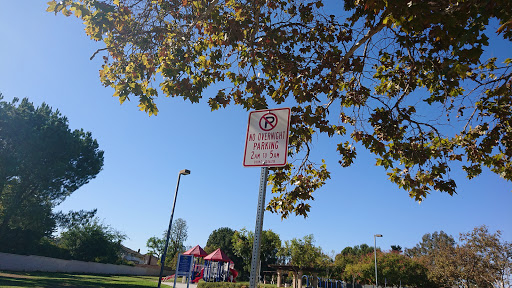 P
NO OVERNIGHT
PARKING
2AM TO 5AM